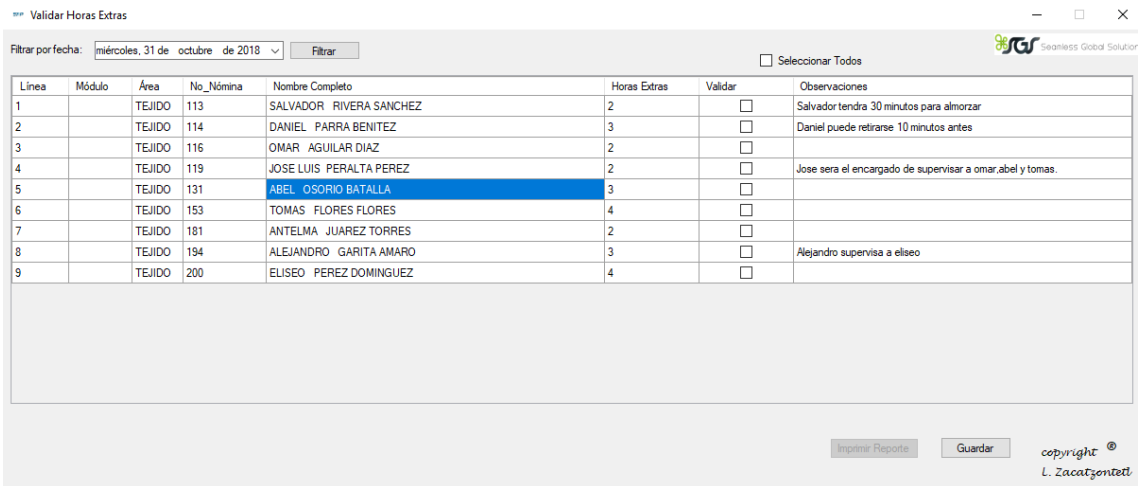 Validar Horas Extras
Filtrar por fecha: miércoles, 31 de octubre de 2018 Filtrar
Seleccionar Todos
SGS Seanless Global Solution
Línea Módulo Área No_Nómina Nombre Completo Horas Extras Validar Observaciones
1 TEJIDO 113 SALVADOR RIVERA SANCHEZ 2 Salvador tendra 30 minutos para almorzar
2 TEJIDO 114 DANIEL PARRA BENITEZ 3 Daniel puede retirarse 10 minutos antes
3 TEJIDO 116 OMAR AGUILAR DIAZ 2
4 TEJIDO 119 JOSE LUIS PERALTA PEREZ 2 Jose sera el encargado de supervisar a omar,abel y tomas.
5 TEJIDO 131 ABEL OSORIO BATALLA 3
6 TEJIDO 153 TOMAS FLORES FLORES 4
7 TEJIDO 181 ANTELMA JUAREZ TORRES 2
8 TEJIDO 194 ALEJANDRO GARITA AMARO 3 Alejandro supervisa a eliseo
9 TEJIDO 200 ELISEO PEREZ DOMINGUEZ 4
Imprimir Reporte Guardar
copyright ®
L. Zacatzontetl